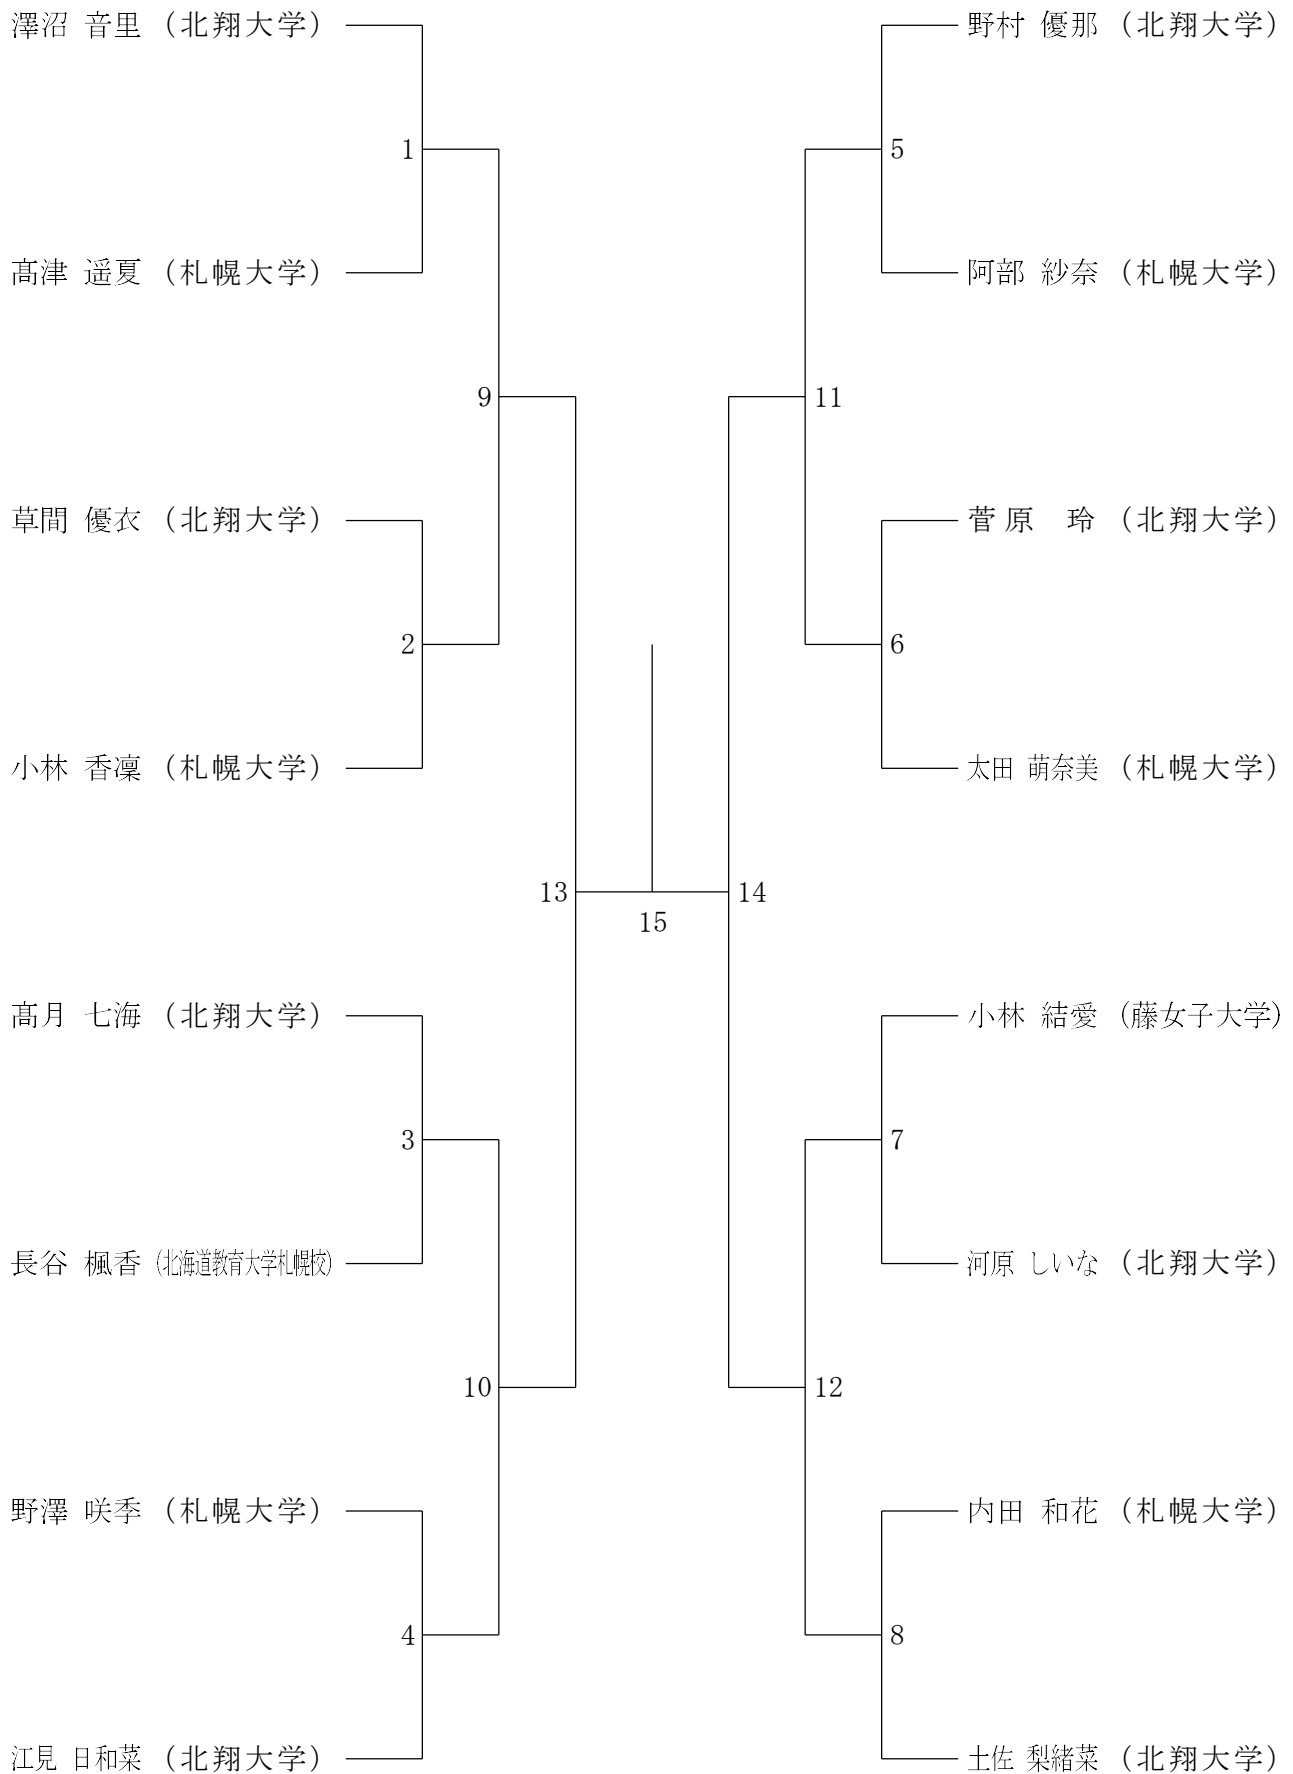 澤沼 音里 (北翔大学)
1
髙津 遥夏 (札幌大学)
9
草間 優衣 (北翔大学)
2
小林 香凜 (札幌大学)
13
髙月 七海 (北翔大学)
3
長谷 楓香 (北海道教育大学札幌校)
10
野澤 咲季 (札幌大学)
4
江見 日和菜 (北翔大学)
15
野村 優那 (北翔大学)
5
阿部 紗奈 (札幌大学)
11
菅原 玲 (北翔大学)
6
太田 萌奈美 (札幌大学)
14
小林 結愛 (藤女子大学)
7
河原 しいな (北翔大学)
12
内田 和花 (札幌大学)
8
土佐 梨緒菜 (北翔大学)